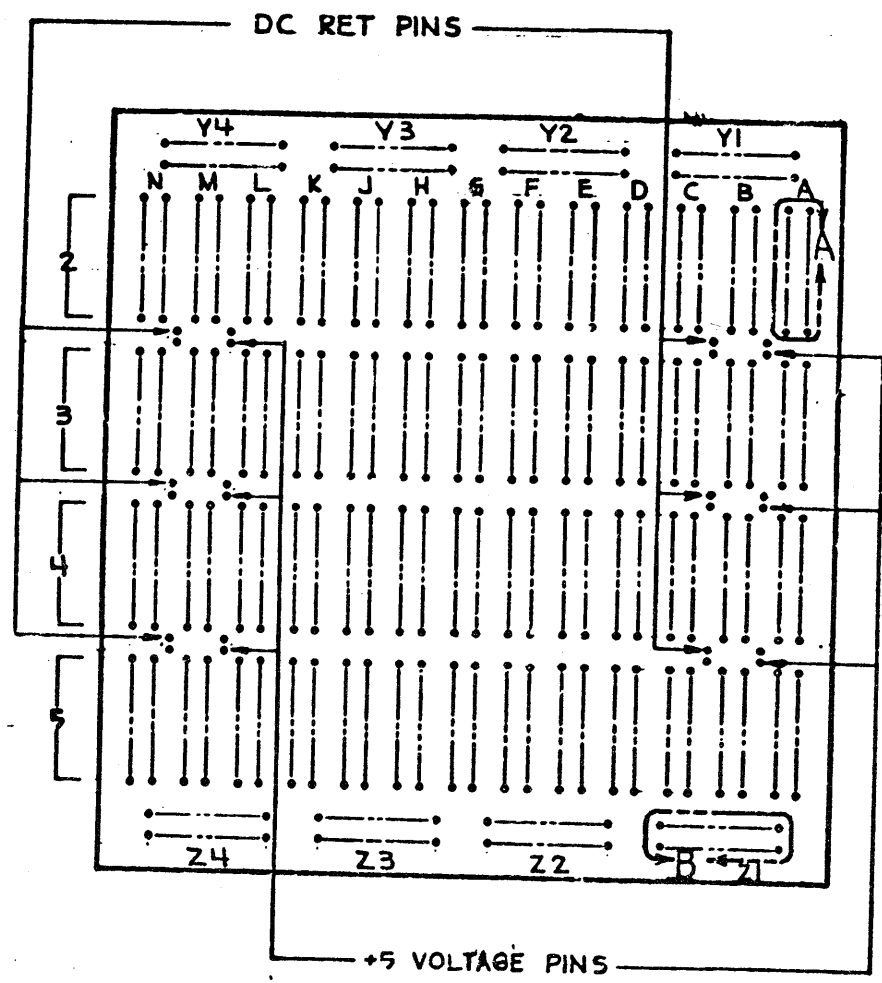 DC RET PINS
Y4 Y3 Y2 Y1
N M L K J H G F E D C B A
A
2
3
4
5
Z4 Z3 Z2 B Z1
+5 VOLTAGE PINS